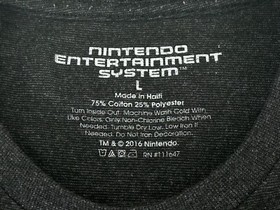 NINTENDO
ENTERTAINMENT
SYSTEM™
L
Made in Haiti
75% Cotton 25% Polyester
Turn Inside Out. Machine Wash Cold With
Like Colors. Only Non-Chlorine Bleach When
Needed. Tumble Dry Low. Low Iron If
Needed. Do Not Iron Decoration.
TM & © 2016 Nintendo.
RN #111647